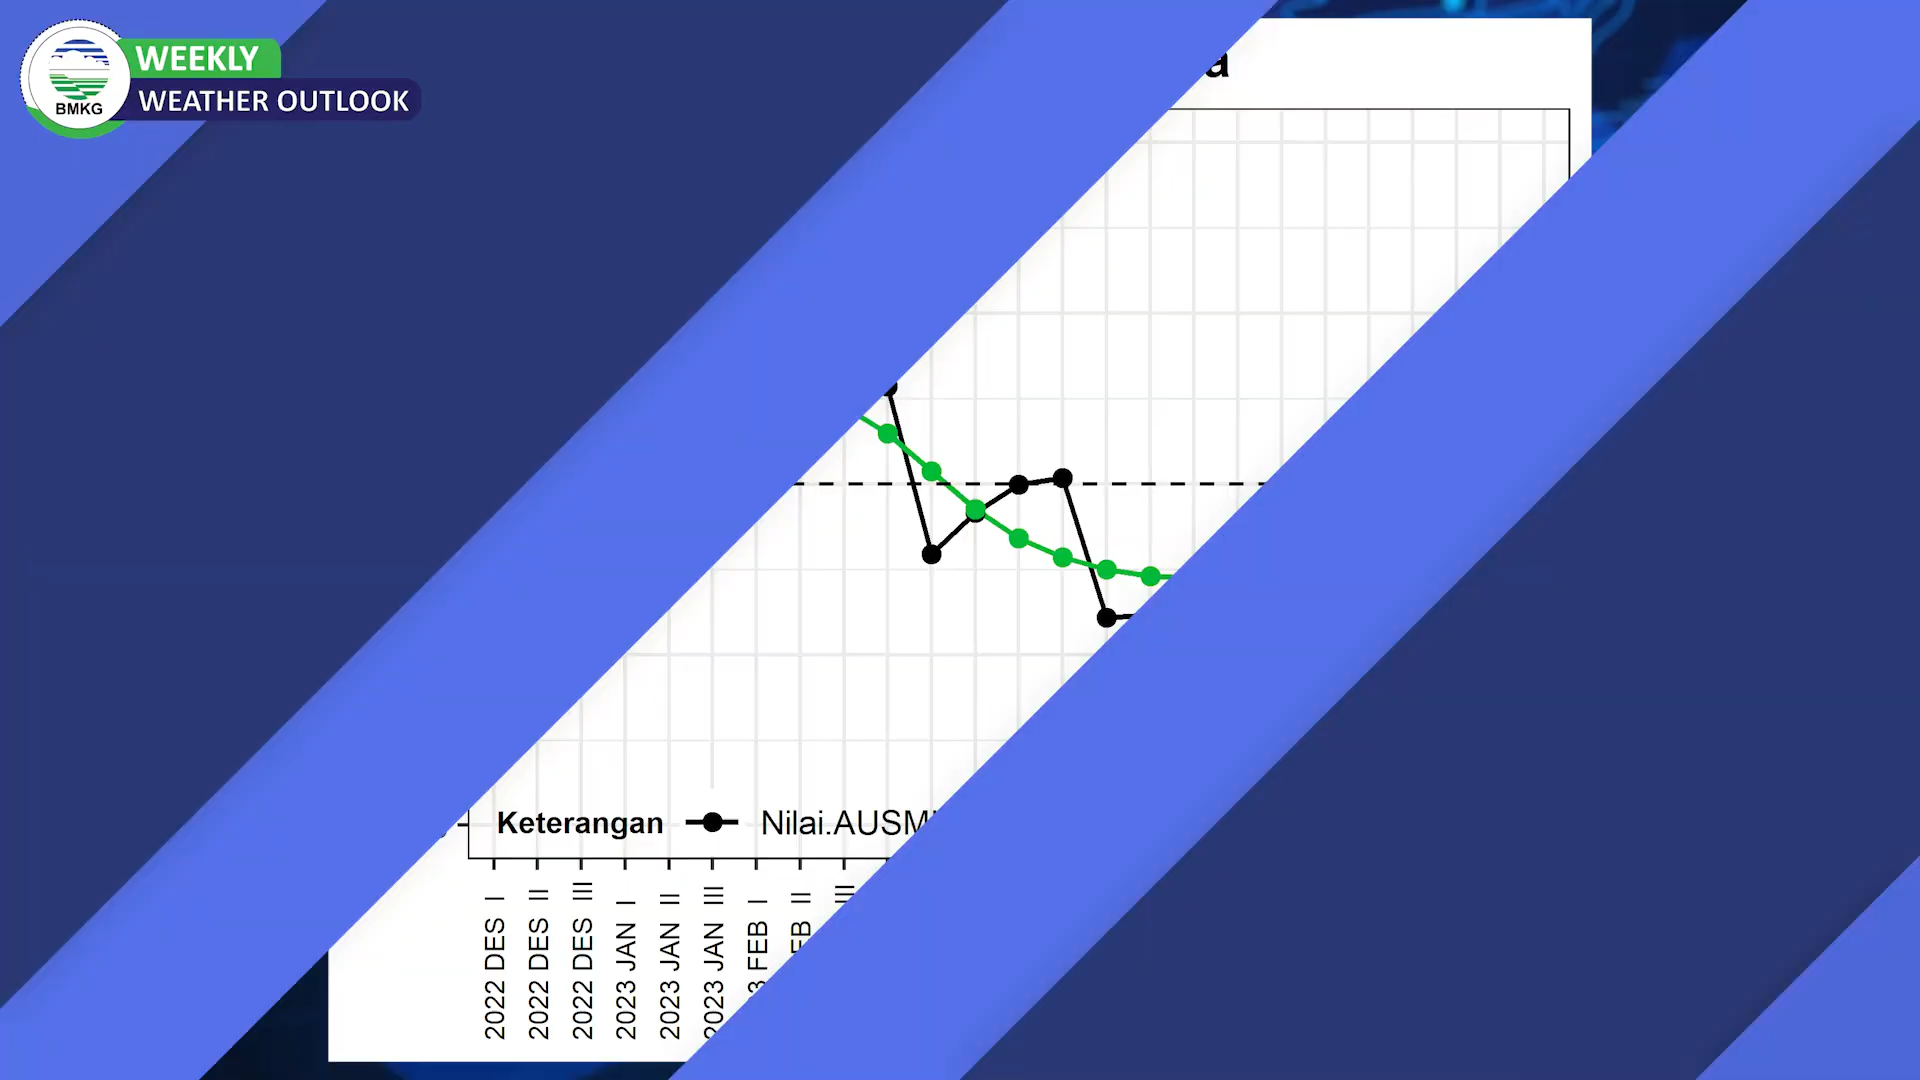 WEEKLY
WEATHER OUTLOOK
BMKG
Keterangan
2022 DES I
2022 DES II
2022 DES III
2023 JAN I
2023 JAN II
2023 JAN III
FEB I